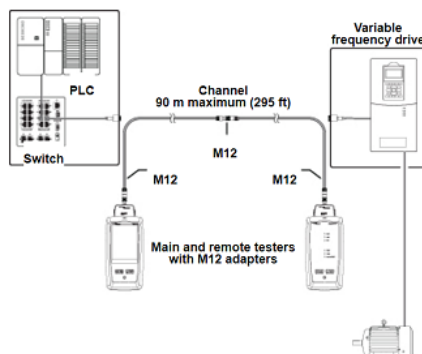 Variable
frequency drive
PLC
Channel
90 m maximum (295 ft)
M12
Switch
M12
M12
Main and remote testers
with M12 adapters